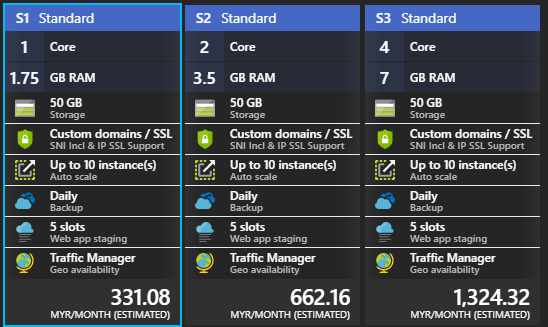 S1 Standard
1 Core
1.75 GB RAM
50 GB
Storage
Custom domains / SSL
SNI Incl & IP SSL Support
Up to 10 instance(s)
Auto scale
Daily
Backup
5 slots
Web app staging
Traffic Manager
Geo availability
331.08
MYR/MONTH (ESTIMATED)
S2 Standard
2 Core
3.5 GB RAM
50 GB
Storage
Custom domains / SSL
SNI Incl & IP SSL Support
Up to 10 instance(s)
Auto scale
Daily
Backup
5 slots
Web app staging
Traffic Manager
Geo availability
662.16
MYR/MONTH (ESTIMATED)
S3 Standard
4 Core
7 GB RAM
50 GB
Storage
Custom domains / SSL
SNI Incl & IP SSL Support
Up to 10 instance(s)
Auto scale
Daily
Backup
5 slots
Web app staging
Traffic Manager
Geo availability
1,324.32
MYR/MONTH (ESTIMATED)